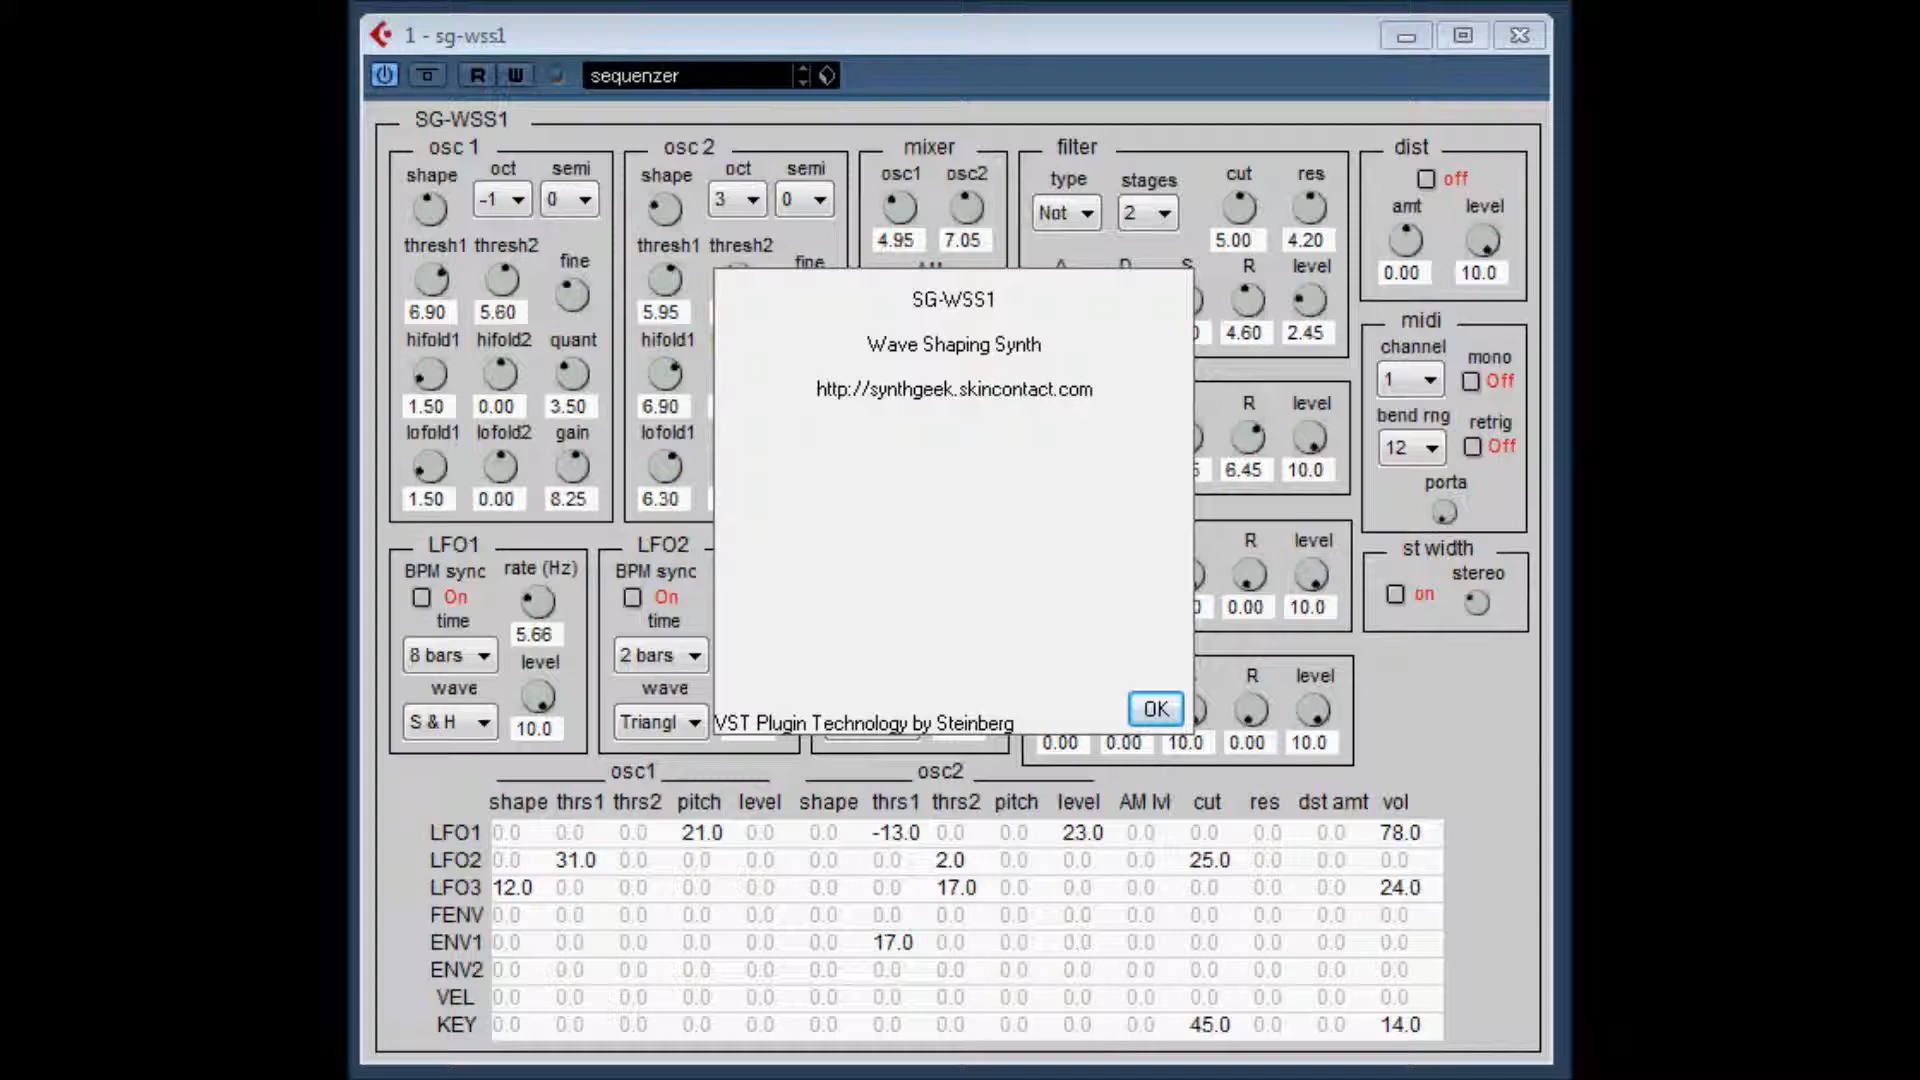 1 - sg-wss1
R W sequenzer
SG-WSS1
osc 1 osc 2 mixer filter dist
shape oct semi shape oct semi osc1 osc2 type stages cut res off
-1 0 3 0 Not 2 amt level
thresh1 thresh2 fine thresh1 thresh2 fine 4.95 7.05 5.00 4.20
A D S R level 0.00 10.0
6.90 5.60 5.95 4.60 2.45
SG-WSS1
Wave Shaping Synth
http://synthgeek.skincontact.com
VST Plugin Technology by Steinberg
OK
hifold1 hifold2 quant hifold1
1.50 0.00 3.50 6.90
lofold1 lofold2 gain lofold1
1.50 0.00 8.25 6.30
R level
6.45 10.0
R level
0.00 10.0
R level
0.00 0.00 10.0 0.00 10.0
midi
channel mono
1 Off
bend rng retrig
12 Off
porta
st width
stereo
on
LFO1 LFO2
BPM sync rate (Hz) BPM sync
On On
time 5.66 time
8 bars level 2 bars
wave wave
S & H 10.0 Triangl
osc1 osc2
shape thrs1 thrs2 pitch level shape thrs1 thrs2 pitch level AM lvl cut res dst amt vol
LFO1 0.0 0.0 0.0 21.0 0.0 0.0 -13.0 0.0 0.0 23.0 0.0 0.0 0.0 0.0 78.0
LFO2 0.0 31.0 0.0 0.0 0.0 0.0 0.0 2.0 0.0 0.0 0.0 25.0 0.0 0.0 0.0
LFO3 12.0 0.0 0.0 0.0 0.0 0.0 0.0 17.0 0.0 0.0 0.0 0.0 0.0 0.0 24.0
FENV 0.0 0.0 0.0 0.0 0.0 0.0 0.0 0.0 0.0 0.0 0.0 0.0 0.0 0.0 0.0
ENV1 0.0 0.0 0.0 0.0 0.0 0.0 17.0 0.0 0.0 0.0 0.0 0.0 0.0 0.0 0.0
ENV2 0.0 0.0 0.0 0.0 0.0 0.0 0.0 0.0 0.0 0.0 0.0 0.0 0.0 0.0 0.0
VEL 0.0 0.0 0.0 0.0 0.0 0.0 0.0 0.0 0.0 0.0 0.0 0.0 0.0 0.0 0.0
KEY 0.0 0.0 0.0 0.0 0.0 0.0 0.0 0.0 0.0 0.0 0.0 45.0 0.0 0.0 14.0